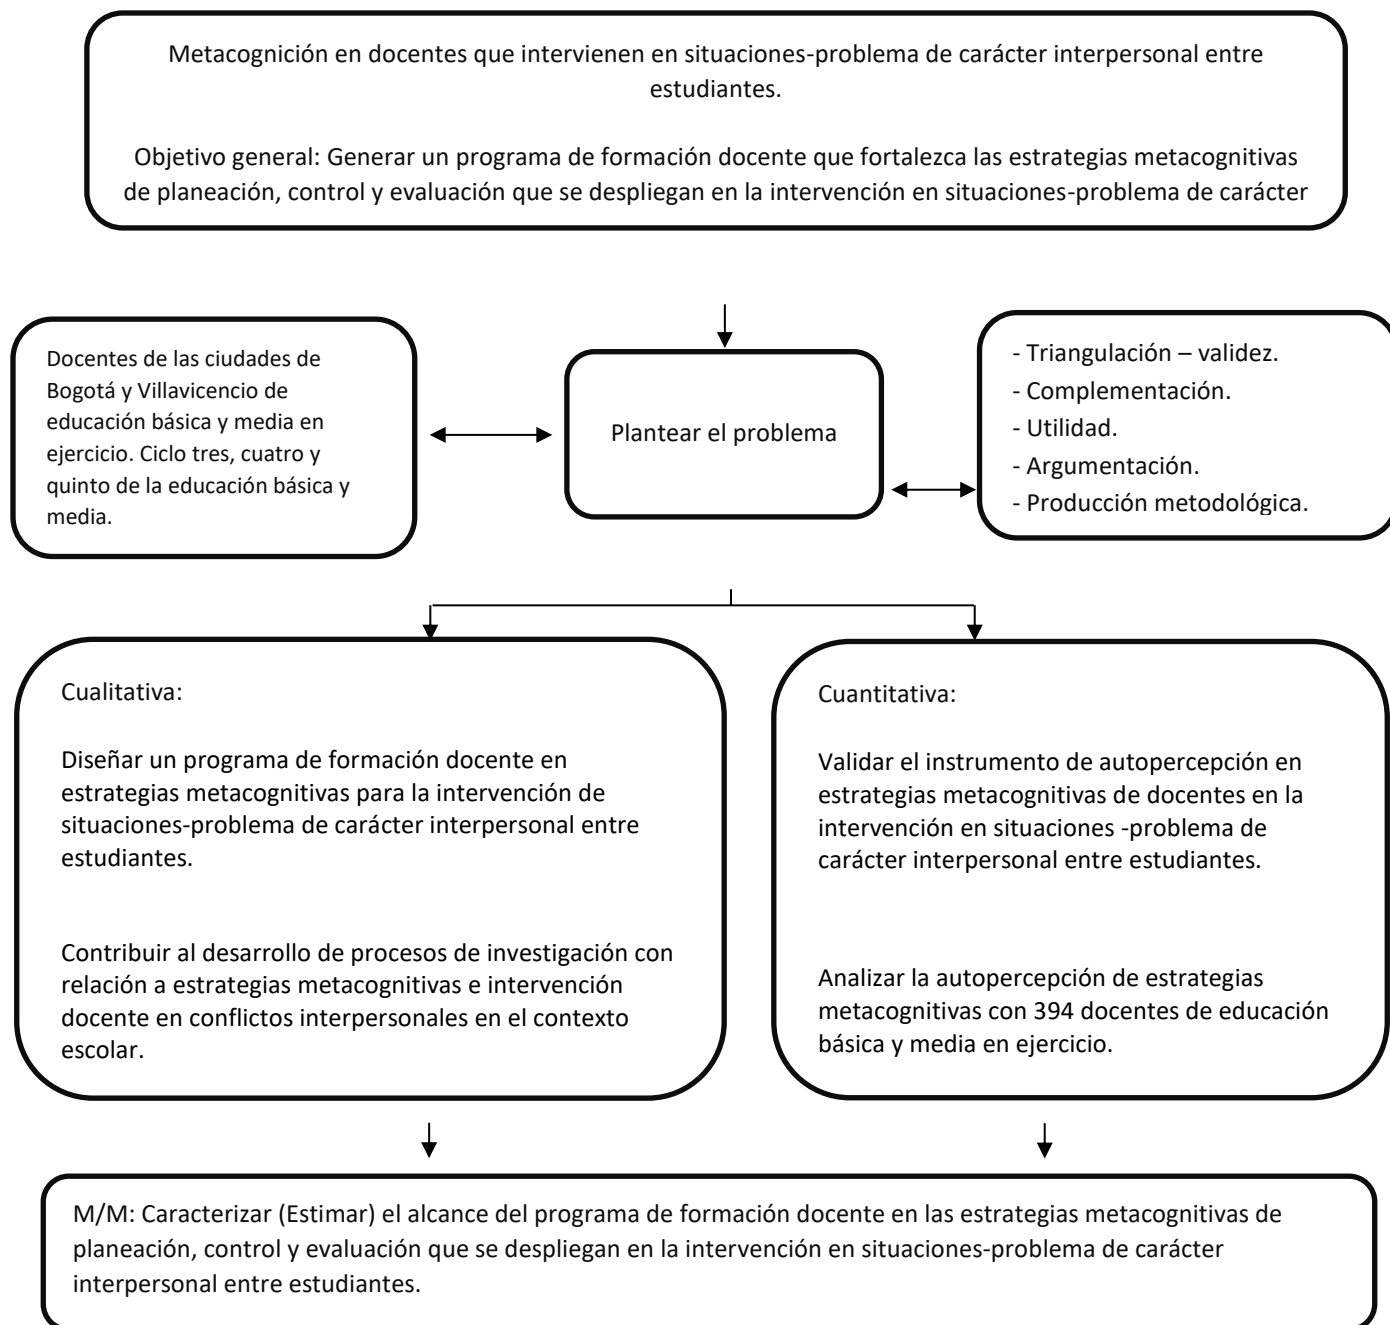 Metacognición en docentes que intervienen en situaciones-problema de carácter interpersonal entre
estudiantes.
Objetivo general: Generar un programa de formación docente que fortalezca las estrategias metacognitivas
de planeación, control y evaluación que se despliegan en la intervención en situaciones-problema de carácter
Docentes de las ciudades de
Bogotá y Villavicencio de
educación básica y media en
ejercicio. Ciclo tres, cuatro y
quinto de la educación básica y
media.
Plantear el problema
- Triangulación – validez.
- Complementación.
- Utilidad.
- Argumentación.
- Producción metodológica.
Cualitativa:
Diseñar un programa de formación docente en
estrategias metacognitivas para la intervención de
situaciones-problema de carácter interpersonal entre
estudiantes.
Contribuir al desarrollo de procesos de investigación con
relación a estrategias metacognitivas e intervención
docente en conflictos interpersonales en el contexto
escolar.
Cuantitativa:
Validar el instrumento de autopercepción en
estrategias metacognitivas de docentes en la
intervención en situaciones -problema de
carácter interpersonal entre estudiantes.
Analizar la autopercepción de estrategias
metacognitivas con 394 docentes de educación
básica y media en ejercicio.
M/M: Caracterizar (Estimar) el alcance del programa de formación docente en las estrategias metacognitivas de
planeación, control y evaluación que se despliegan en la intervención en situaciones-problema de carácter
interpersonal entre estudiantes.